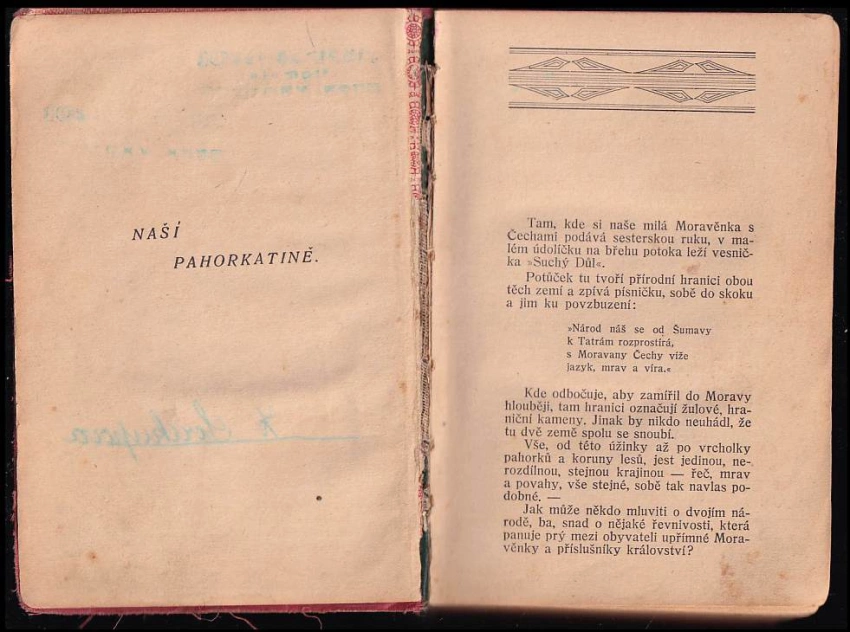 NAŠÍ
PAHORKATINĚ.
Tam, kde si naše milá Moravěnka s
Čechami podává sesterskou ruku, v ma-
lém údolíčku na břehu potoka leží vesnič-
ka »Suchý Důl«.
Potůček tu tvoří přírodní hranici obou
těch zemí a zpívá písničku, sobě do skoku
a jim ku povzbuzení:
»Národ náš se od Šumavy
k Tatrám rozprostírá,
s Moravany Čechy víže
jazyk, mrav a víra.«
Kde odbočuje, aby zamířil do Moravy
hlouběji, tam hranici označují žulové, hra-
niční kameny. Jinak by nikdo neuhádl, že
tu dvě země spolu se snoubí.
Vše, od této úžinky až po vrcholky
pahorků a koruny lesů, jest jedinou, ne-
rozdílnou, stejnou krajinou — řeč, mrav
a povahy, vše stejné, sobě tak navlas po-
dobné. —
Jak může někdo mluviti o dvojím ná-
rodě, ba, snad o nějaké řevnivosti, která
panuje prý mezi obyvateli upřímné Mora-
věnky a příslušníky království?